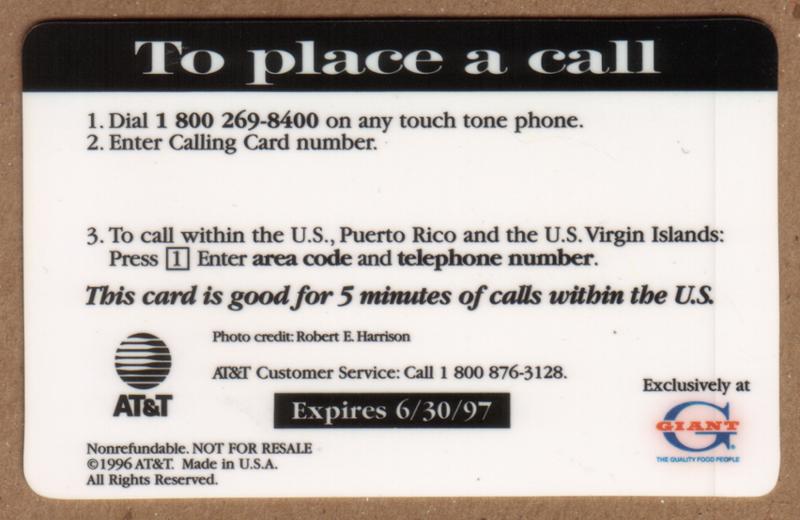 To place a call
1. Dial 1 800 269-8400 on any touch tone phone.
2. Enter Calling Card number.
3. To call within the U.S., Puerto Rico and the U.S. Virgin Islands:
Press 1 Enter area code and telephone number.
This card is good for 5 minutes of calls within the U.S.
Photo credit: Robert E. Harrison
AT&T Customer Service: Call 1 800 876-3128.
AT&T
Expires 6/30/97
Exclusively at
G
GIANT®
THE QUALITY FOOD PEOPLE
Nonrefundable. NOT FOR RESALE
©1996 AT&T. Made in U.S.A.
All Rights Reserved.